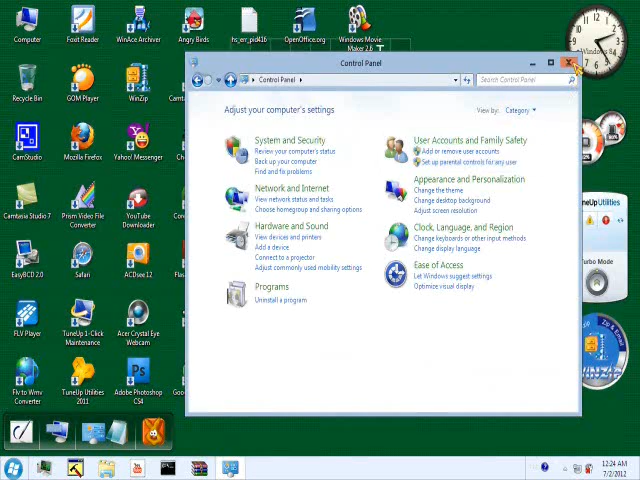 Computer
Foxit Reader
WinAce Archiver
Angry Birds
hs_err_pid416
OpenOffice.org
Windows Movie
Maker 2.6
Windows 8
Control Panel
Control Panel
Search Control Panel
Adjust your computer's settings
View by: Category
System and Security
Review your computer's status
Back up your computer
Find and fix problems
Network and Internet
View network status and tasks
Choose homegroup and sharing options
Hardware and Sound
View devices and printers
Add a device
Connect to a projector
Adjust commonly used mobility settings
Programs
Uninstall a program
User Accounts and Family Safety
Add or remove user accounts
Set up parental controls for any user
Appearance and Personalization
Change the theme
Change desktop background
Adjust screen resolution
Clock, Language, and Region
Change keyboards or other input methods
Change display language
Ease of Access
Let Windows suggest settings
Optimize visual display
Recycle Bin
GOM Player
WinZip
CamStudio
Mozilla Firefox
Yahoo! Messenger
Camtasia Studio 7
Prism Video File
Converter
YouTube
Downloader
EasyBCD 2.0
Safari
ACDsee12
FLV Player
TuneUp 1-Click
Maintenance
Acer Crystal Eye
Webcam
Flv to Wmv
Converter
TuneUp Utilities
2011
Adobe Photoshop
CS4
TuneUp Utilities
Turbo Mode
Zip & Email
WINZIP
12:24 AM
7/2/2012